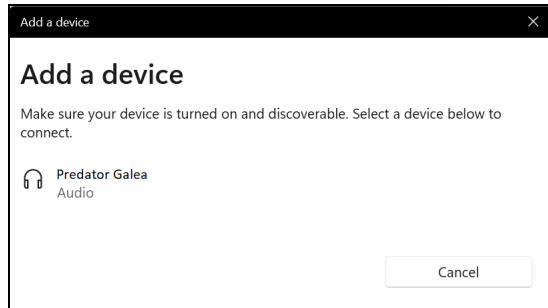 Add a device
Add a device
Make sure your device is turned on and discoverable. Select a device below to
connect.
Predator Galea
Audio
Cancel